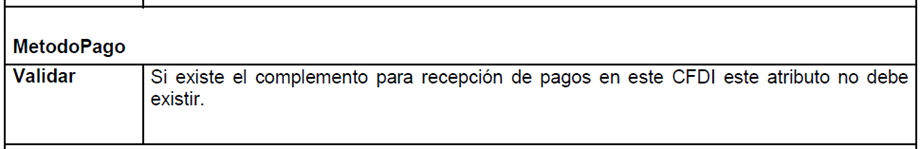 MetodoPago
Validar
Si existe el complemento para recepción de pagos en este CFDI este atributo no debe
existir.